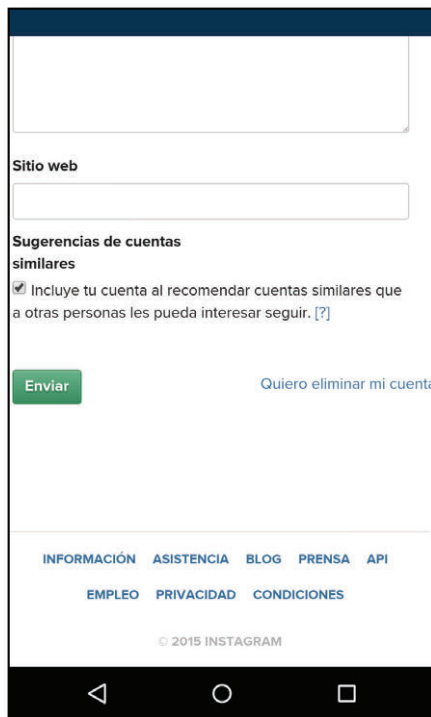 Sitio web
Sugerencias de cuentas
similares
Incluye tu cuenta al recomendar cuentas similares que
a otras personas les pueda interesar seguir. [?]
Enviar
Quiero eliminar mi cuenta
INFORMACIÓN ASISTENCIA BLOG PRENSA API
EMPLEO PRIVACIDAD CONDICIONES
© 2015 INSTAGRAM